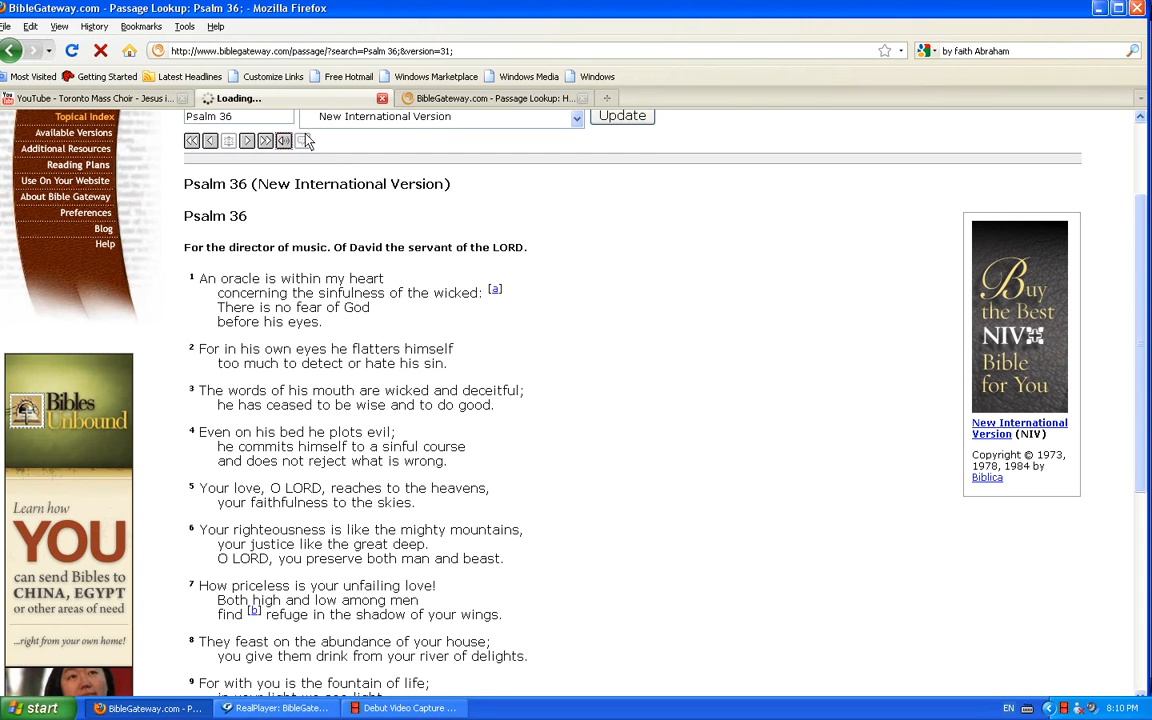 BibleGateway.com - Passage Lookup: Psalm 36; - Mozilla Firefox
File Edit View History Bookmarks Tools Help
http://www.biblegateway.com/passage/?search=Psalm 36;&version=31;
by faith Abraham
Most Visited Getting Started Latest Headlines Customize Links Free Hotmail Windows Marketplace Windows Media Windows
YouTube - Toronto Mass Choir - Jesus i...
Loading...
BibleGateway.com - Passage Lookup: H...
Topical Index
Available Versions
Additional Resources
Reading Plans
Use On Your Website
About Bible Gateway
Preferences
Blog
Help
Bibles
Unbound
Learn how
YOU
can send Bibles to
CHINA, EGYPT
or other areas of need
...right from your own home!
Psalm 36 New International Version Update
Psalm 36 (New International Version)
Psalm 36
For the director of music. Of David the servant of the LORD.
1 An oracle is within my heart
concerning the sinfulness of the wicked: [a]
There is no fear of God
before his eyes.
2 For in his own eyes he flatters himself
too much to detect or hate his sin.
3 The words of his mouth are wicked and deceitful;
he has ceased to be wise and to do good.
4 Even on his bed he plots evil;
he commits himself to a sinful course
and does not reject what is wrong.
5 Your love, O LORD, reaches to the heavens,
your faithfulness to the skies.
6 Your righteousness is like the mighty mountains,
your justice like the great deep.
O LORD, you preserve both man and beast.
7 How priceless is your unfailing love!
Both high and low among men
find [b] refuge in the shadow of your wings.
8 They feast on the abundance of your house;
you give them drink from your river of delights.
9 For with you is the fountain of life;
in your light we see light.
Buy
the Best
NIV
Bible
for You
New International
Version (NIV)
Copyright © 1973,
1978, 1984 by
Biblica
start BibleGateway.com - P... RealPlayer: BibleGate... Debut Video Capture ... EN 8:10 PM